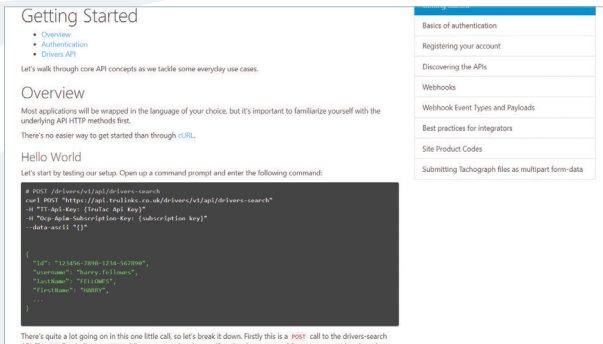 Getting Started
Overview
Authentication
Drivers API
Let's walk through core API concepts as we tackle some everyday use cases.
Overview
Most applications will be wrapped in the language of your choice, but it's important to familiarize yourself with the
underlying API HTTP methods first.
There's no easier way to get started than through cURL.
Hello World
Let's start by testing our setup. Open up a command prompt and enter the following command:
# POST /drivers/v1/api/drivers-search
curl POST "https://api.trulinks.co.uk/drivers/v1/api/drivers-search"
-H "TT-Api-Key: {TruTac Api Key}"
-H "Ocp-Apim-Subscription-Key: {subscription key}"
--data-ascii "{}"
{
"id": "123456-7890-1234-567890",
"username": "harry.fellowes",
"lastName": "FELLOWES",
"firstName": "HARRY",
...
}
There's quite a lot going on in this one little call, so let's break it down. Firstly this is a POST call to the drivers-search
Basics of authentication
Registering your account
Discovering the APIs
Webhooks
Webhook Event Types and Payloads
Best practices for integrators
Site Product Codes
Submitting Tachograph files as multipart form-data